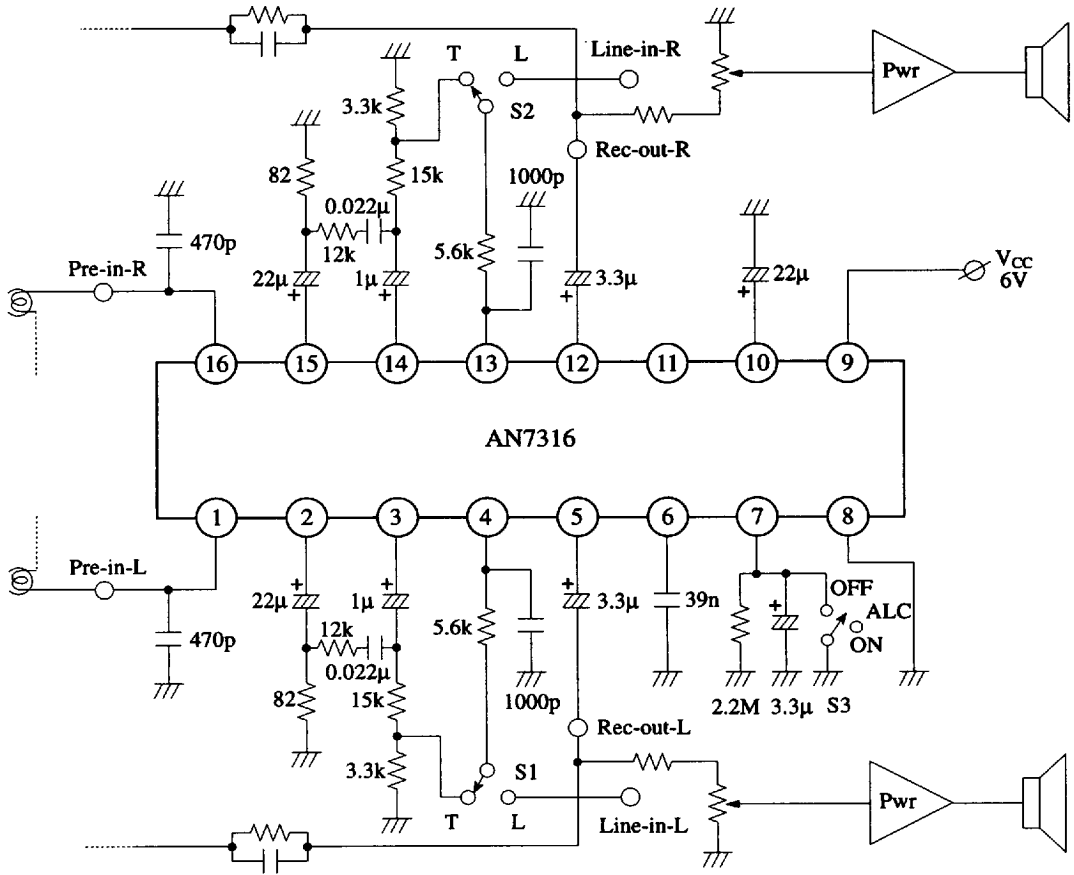 T L Line-in-R
Pwr
3.3k
S2
Rec-out-R
82
15k
1000p
0.022μ
12k
470p
5.6k
Pre-in-R
22μ
1μ
3.3μ
22μ
VCC
6V
+ + + +
16 15 14 13 12 11 10 9
AN7316
1 2 3 4 5 6 7 8
Pre-in-L
+ + + +
22μ
1μ
5.6k
3.3μ
39n
OFF
ALC
ON
12k
470p
0.022μ
82
15k
1000p
2.2M 3.3μ S3
Rec-out-L
3.3k
S1
T L Line-in-L
Pwr